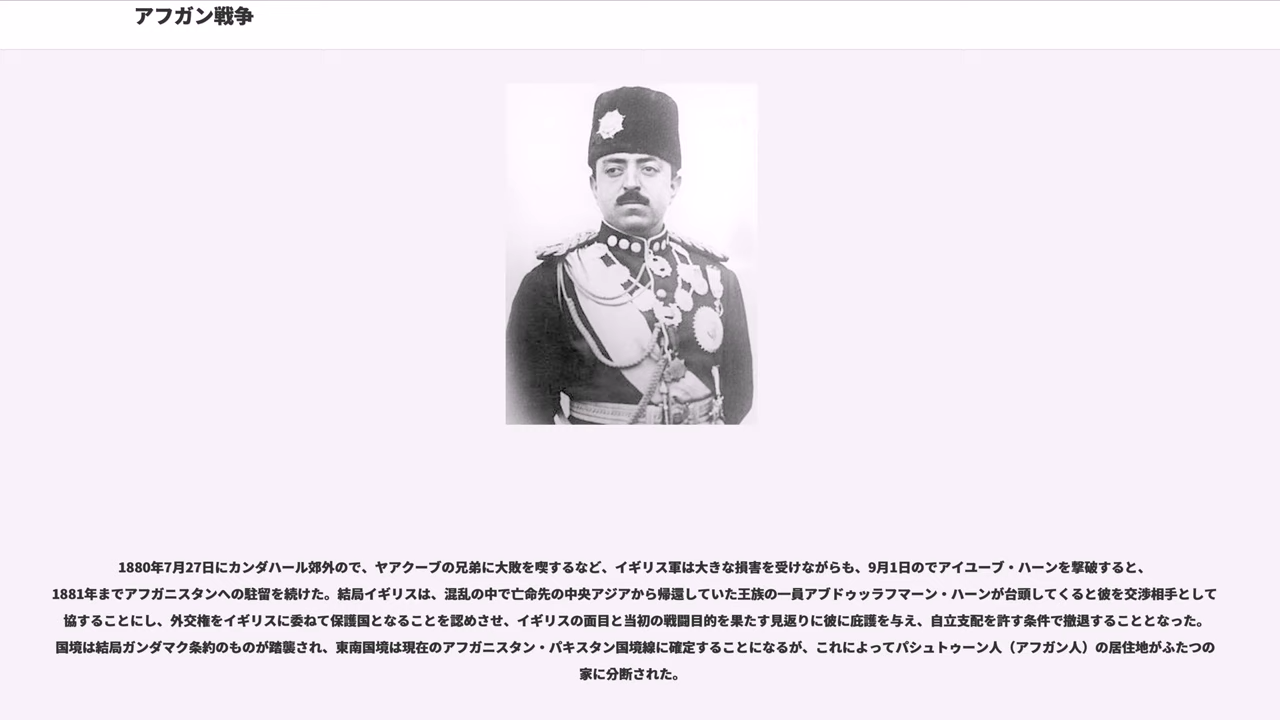 アフガン戦争
1880年7月27日にカンダハール郊外ので、ヤアクーブの兄弟に大敗を喫するなど、イギリス軍は大きな損害を受けながらも、9月1日のでアイユーブ・ハーンを撃破すると、
1881年までアフガニスタンへの駐留を続けた。結局イギリスは、混乱の中で亡命先の中央アジアから帰還していた王族の一員アブドゥッラフマーン・ハーンが台頭してくると彼を交渉相手として
協することにし、外交権をイギリスに委ねて保護国となることを認めさせ、イギリスの面目と当初の戦闘目的を果たす見返りに彼に庇護を与え、自立支配を許す条件で撤退することとなった。
国境は結局ガンダマク条約のものが踏襲され、東南国境は現在のアフガニスタン・パキスタン国境線に確定することになるが、これによってパシュトゥーン人（アフガン人）の居住地がふたつの
家に分断された。